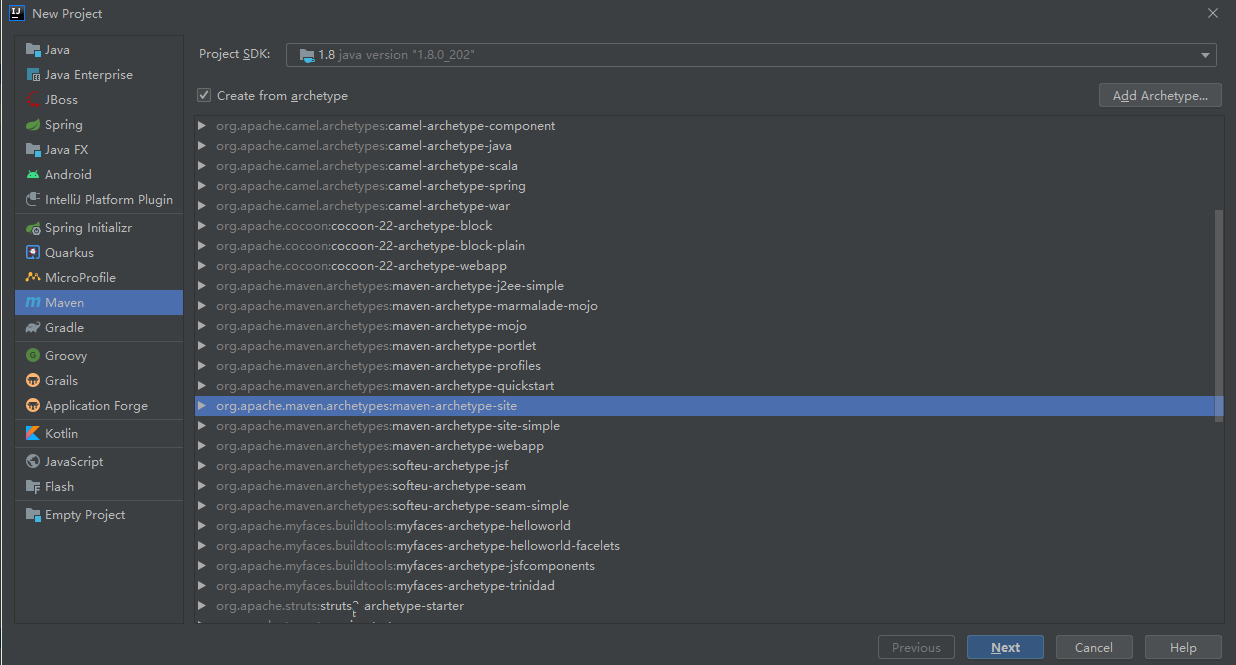 New Project
Java
Java Enterprise
JBoss
Spring
Java FX
Android
IntelliJ Platform Plugin
Spring Initializr
Quarkus
MicroProfile
Maven
Gradle
Groovy
Grails
Application Forge
Kotlin
JavaScript
Flash
Empty Project
Project SDK: 1.8 java version "1.8.0_202"
Create from archetype Add Archetype...
org.apache.camel.archetypes:camel-archetype-component
org.apache.camel.archetypes:camel-archetype-java
org.apache.camel.archetypes:camel-archetype-scala
org.apache.camel.archetypes:camel-archetype-spring
org.apache.camel.archetypes:camel-archetype-war
org.apache.cocoon:cocoon-22-archetype-block
org.apache.cocoon:cocoon-22-archetype-block-plain
org.apache.cocoon:cocoon-22-archetype-webapp
org.apache.maven.archetypes:maven-archetype-j2ee-simple
org.apache.maven.archetypes:maven-archetype-marmalade-mojo
org.apache.maven.archetypes:maven-archetype-mojo
org.apache.maven.archetypes:maven-archetype-portlet
org.apache.maven.archetypes:maven-archetype-profiles
org.apache.maven.archetypes:maven-archetype-quickstart
org.apache.maven.archetypes:maven-archetype-site
org.apache.maven.archetypes:maven-archetype-site-simple
org.apache.maven.archetypes:maven-archetype-webapp
org.apache.maven.archetypes:softeu-archetype-jsf
org.apache.maven.archetypes:softeu-archetype-seam
org.apache.maven.archetypes:softeu-archetype-seam-simple
org.apache.myfaces.buildtools:myfaces-archetype-helloworld
org.apache.myfaces.buildtools:myfaces-archetype-helloworld-facelets
org.apache.myfaces.buildtools:myfaces-archetype-jsfcomponents
org.apache.myfaces.buildtools:myfaces-archetype-trinidad
org.apache.struts:struts archetype-starter
Previous Next Cancel Help